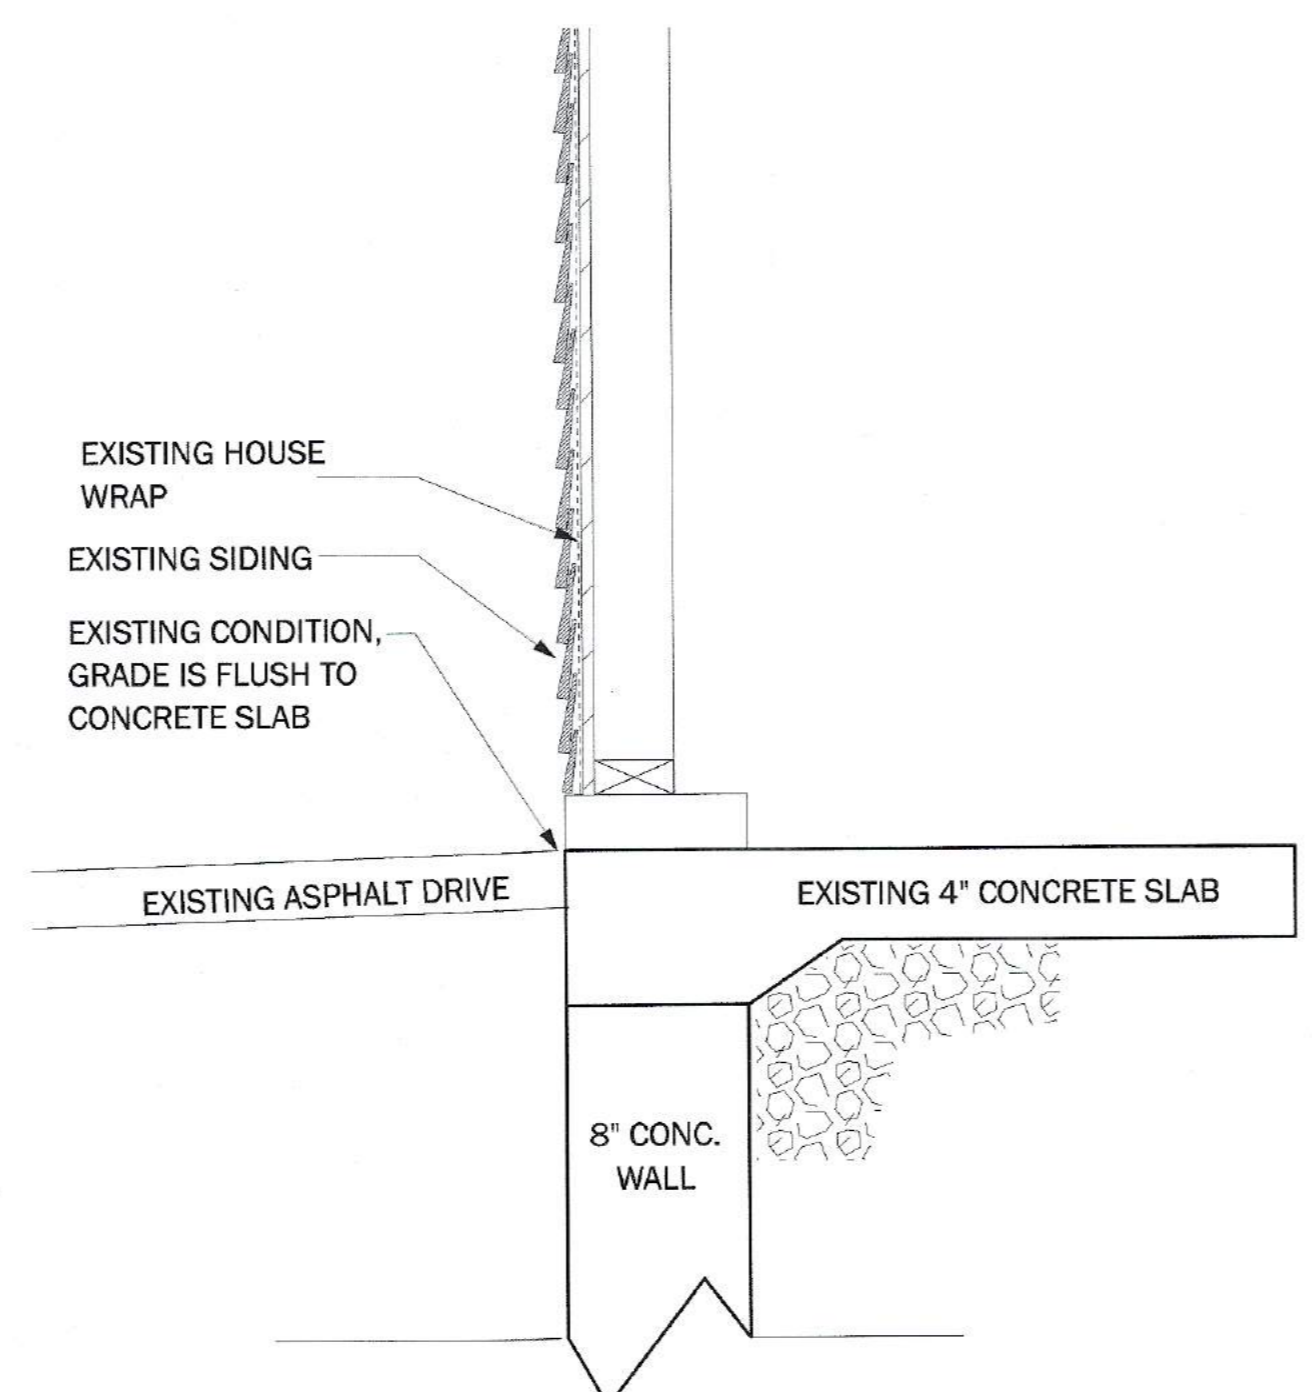 EXISTING HOUSE
WRAP
EXISTING SIDING
EXISTING CONDITION,
GRADE IS FLUSH TO
CONCRETE SLAB
EXISTING ASPHALT DRIVE
EXISTING 4" CONCRETE SLAB
8" CONC.
WALL